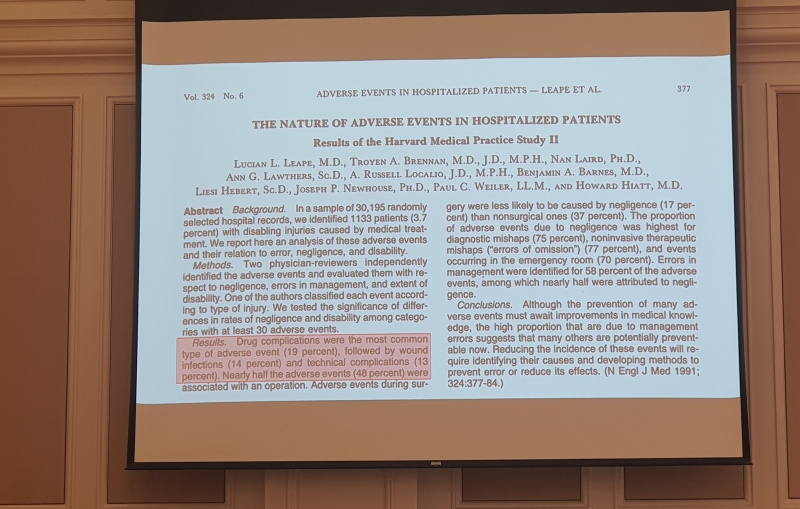 Vol. 324 No. 6
ADVERSE EVENTS IN HOSPITALIZED PATIENTS — LEAPE ET AL.
377
THE NATURE OF ADVERSE EVENTS IN HOSPITALIZED PATIENTS
Results of the Harvard Medical Practice Study II
LUCIAN L. LEAPE, M.D., TROYEN A. BRENNAN, M.D., J.D., M.P.H., NAN LAIRD, PH.D.,
ANN G. LAWTHERS, SC.D., A. RUSSELL LOCALIO, J.D., M.P.H., BENJAMIN A. BARNES, M.D.,
LIESI HEBERT, SC.D., JOSEPH P. NEWHOUSE, PH.D., PAUL C. WEILER, LL.M., AND HOWARD HIATT, M.D.
Abstract Background. In a sample of 30,195 randomly
selected hospital records, we identified 1133 patients (3.7
percent) with disabling injuries caused by medical treat-
ment. We report here an analysis of these adverse events
and their relation to error, negligence, and disability.
Methods. Two physician-reviewers independently
identified the adverse events and evaluated them with re-
spect to negligence, errors in management, and extent of
disability. One of the authors classified each event accord-
ing to type of injury. We tested the significance of differ-
ences in rates of negligence and disability among catego-
ries with at least 30 adverse events.
Results. Drug complications were the most common
type of adverse event (19 percent), followed by wound
infections (14 percent) and technical complications (13
percent). Nearly half the adverse events (48 percent) were
associated with an operation. Adverse events during sur-
gery were less likely to be caused by negligence (17 per-
cent) than nonsurgical ones (37 percent). The proportion
of adverse events due to negligence was highest for
diagnostic mishaps (75 percent), noninvasive therapeutic
mishaps ("errors of omission") (77 percent), and events
occurring in the emergency room (70 percent). Errors in
management were identified for 58 percent of the adverse
events, among which nearly half were attributed to negli-
gence.
Conclusions. Although the prevention of many ad-
verse events must await improvements in medical knowl-
edge, the high proportion that are due to management
errors suggests that many others are potentially prevent-
able now. Reducing the incidence of these events will re-
quire identifying their causes and developing methods to
prevent error or reduce its effects. (N Engl J Med 1991;
324:377-84.)